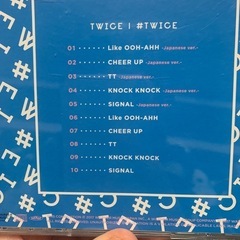 TWICE | #TWICE
01 ······ Like OOH-AHH -Japanese ver.-
02 ······ CHEER UP -Japanese ver.-
03 ······ TT -Japanese ver.-
04 ······ KNOCK KNOCK -Japanese ver.-
05 ······ SIGNAL -Japanese ver.-
06 ······ Like OOH-AHH
07 ······ CHEER UP
08 ······ TT
09 ······ KNOCK KNOCK
10 ······ SIGNAL